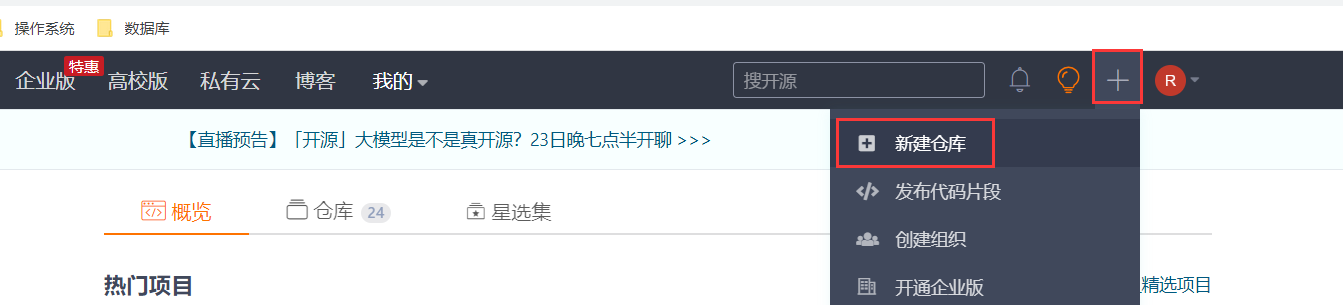 操作系统 数据库
企业版 特惠 高校版 私有云 博客 我的 搜开源 R
【直播预告】「开源」大模型是不是真开源？23日晚七点半开聊 >>>
新建仓库
发布代码片段
概览 仓库 24 星选集
创建组织
热门项目 精选项目
开通企业版